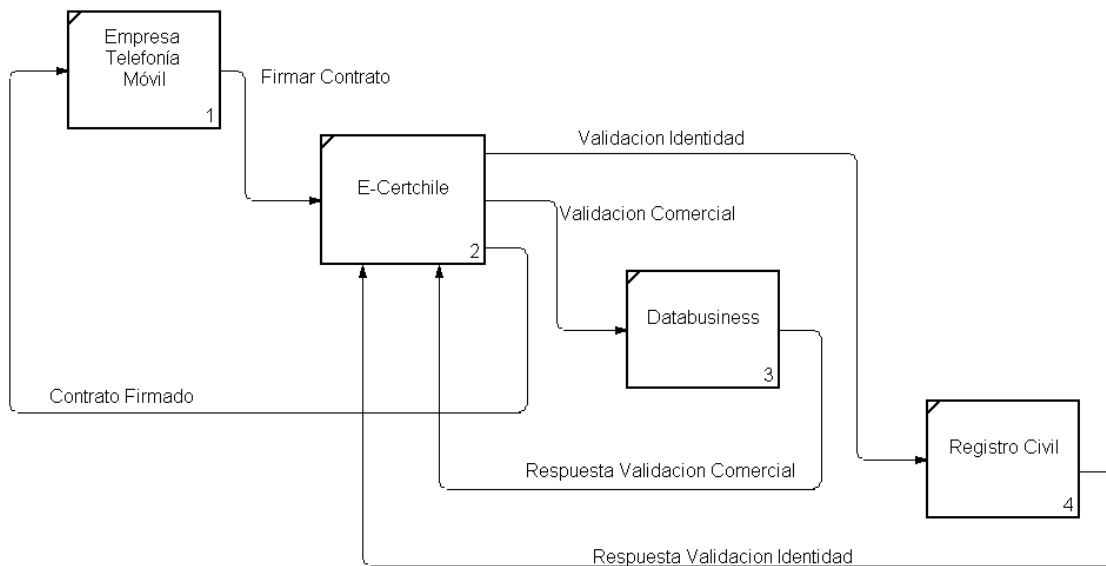 Empresa
Telefonía
Móvil
1
Firmar Contrato
Validacion Identidad
E-Certchile
2
Validacion Comercial
Databusiness
3
Contrato Firmado
Registro Civil
4
Respuesta Validacion Comercial
Respuesta Validacion Identidad